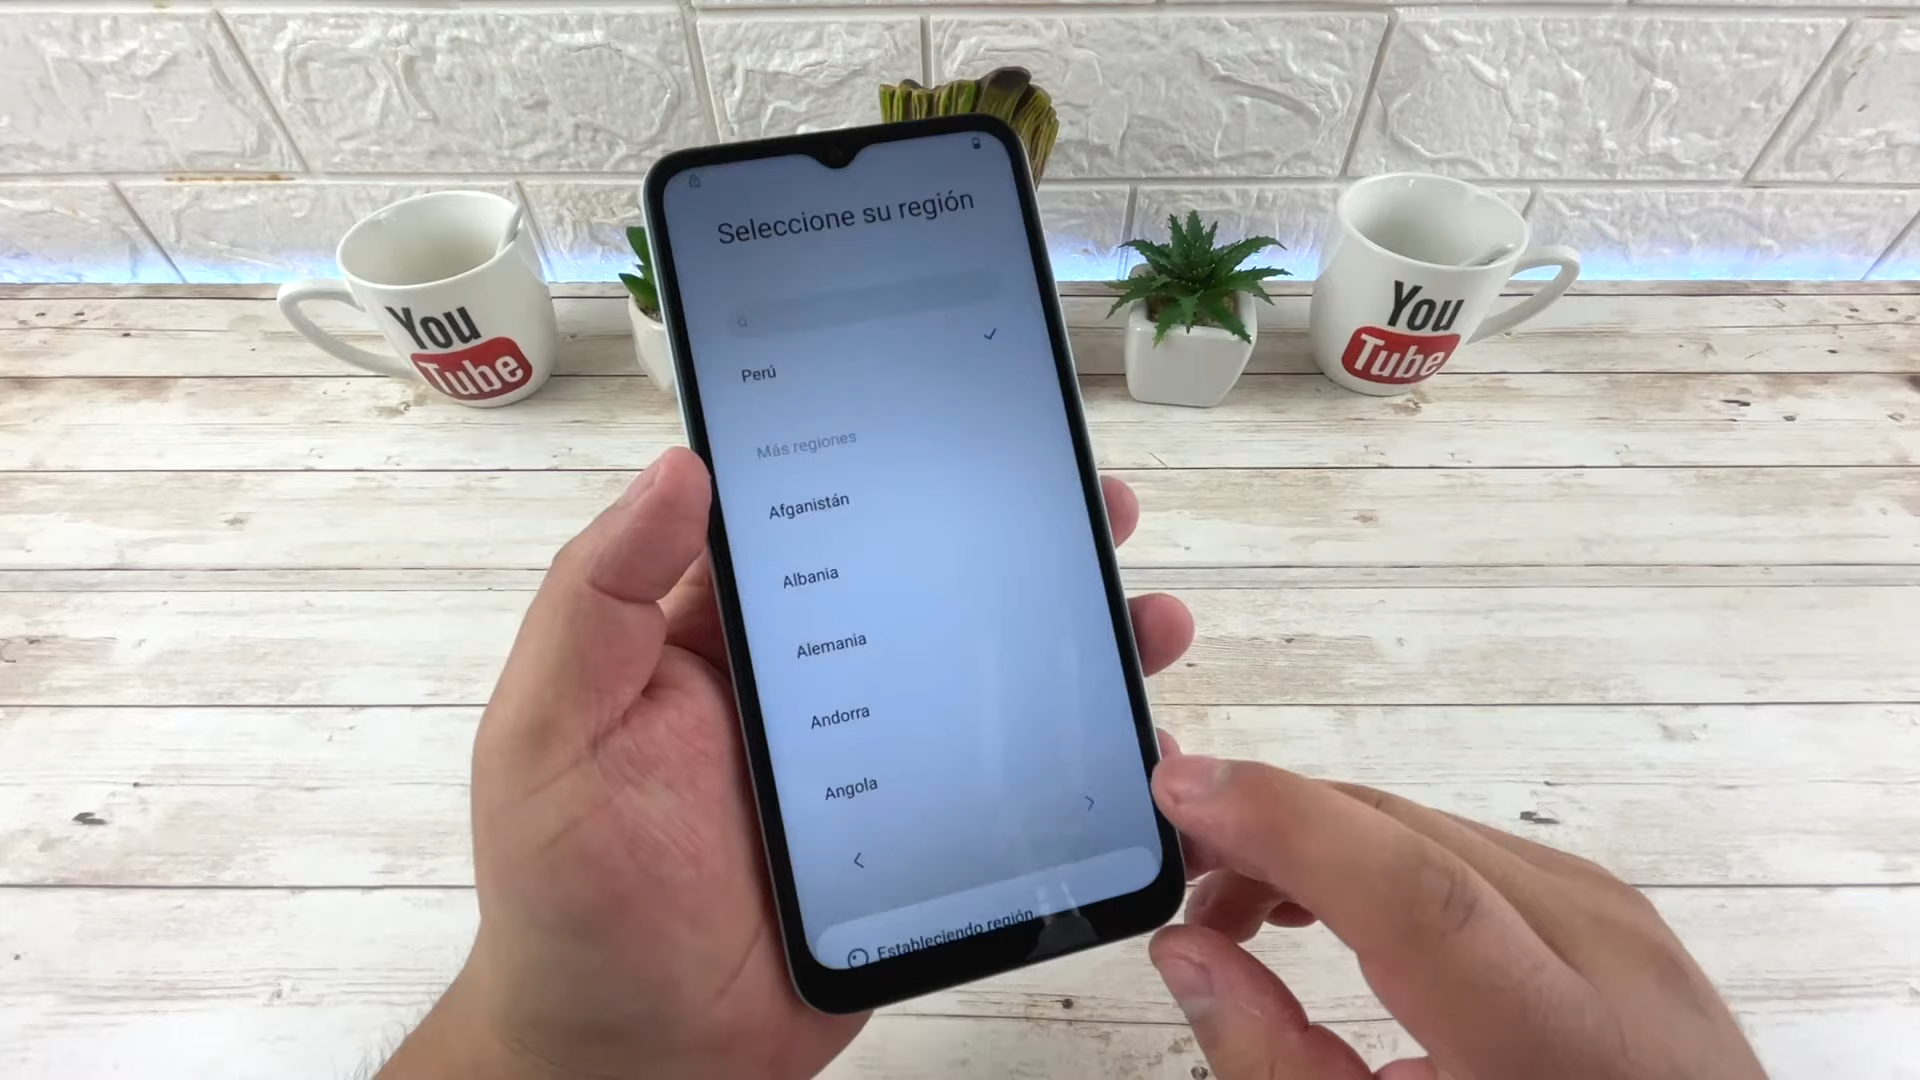 Seleccione su región
Perú
Más regiones
Afganistán
Albania
Alemania
Andorra
Angola
Estableciendo región
You
Tube
You
Tube